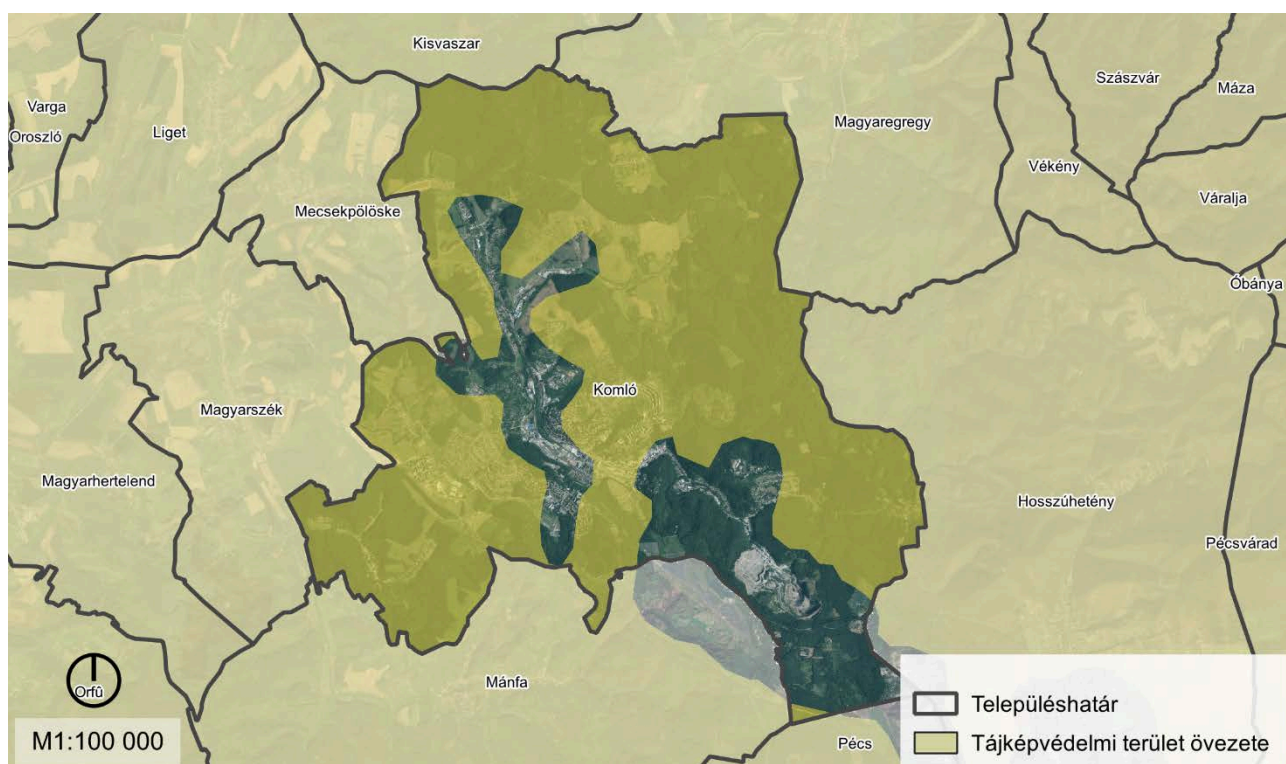 Kisvaszar
Szászvár
Máza
Varga
Oroszló
Liget
Magyaregregy
Vékény
Mecsekpölöske
Váralja
Óbánya
Komló
Magyarszék
Magyarhertelend
Hosszúhetény
Pécsvárad
Orfű
Mánfa
Pécs
M1:100 000
Településhatár
Tájképvédelmi terület övezete